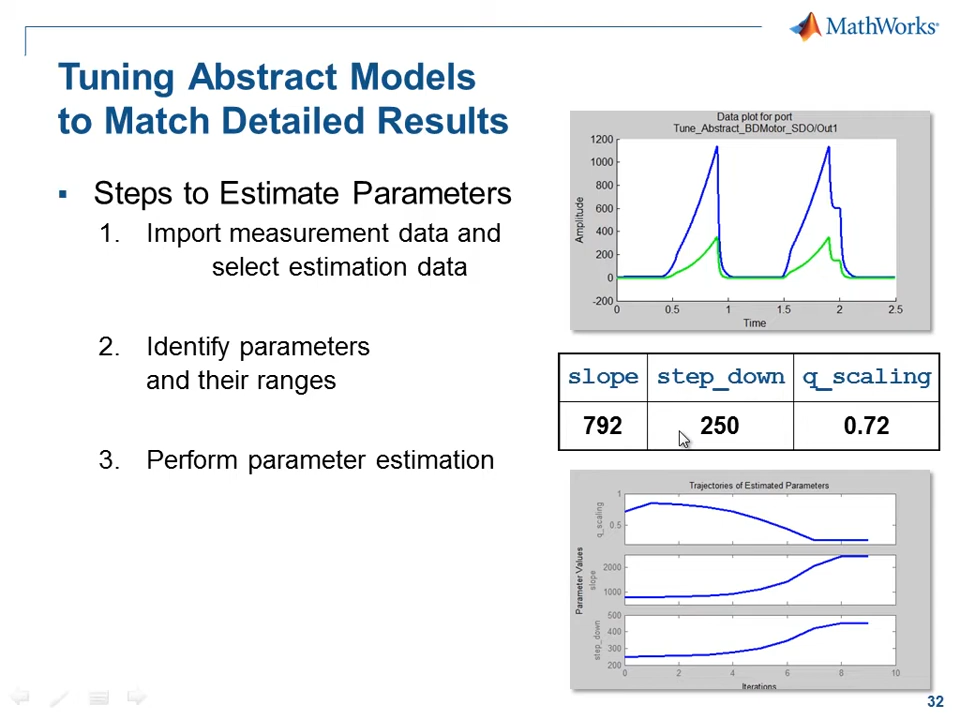 MathWorks®
Tuning Abstract Models
to Match Detailed Results
▪ Steps to Estimate Parameters
1. Import measurement data and
select estimation data
2. Identify parameters
and their ranges
3. Perform parameter estimation
Data plot for port
Tune_Abstract_BDMotor_SDO/Out1
1200
1000
800
600
400
200
0
-200
Amplitude
0 0.5 1 1.5 2 2.5
Time
slope step_down q_scaling
792 250 0.72
Trajectories of Estimated Parameters
Parameter Values
q_scaling
1
0.5
slope
2000
1000
step_down
500
400
300
200
0 2 4 6 8 10
Iterations
32